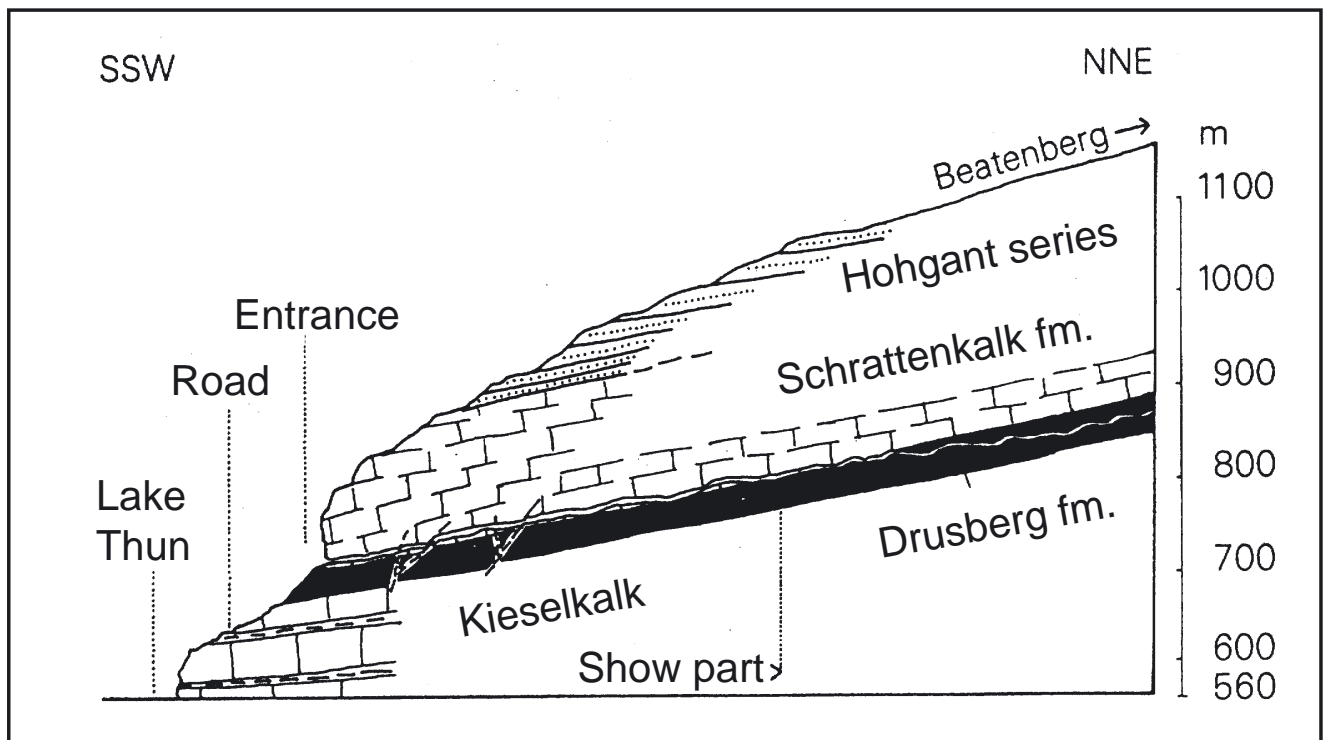 SSW
NNE
Beatenberg →
m
1100
Hohgant series
1000
Entrance
Schrattenkalk fm.
Road
900
800
Lake
Thun
Drusberg fm.
700
Kieselkalk
600
Show part
560